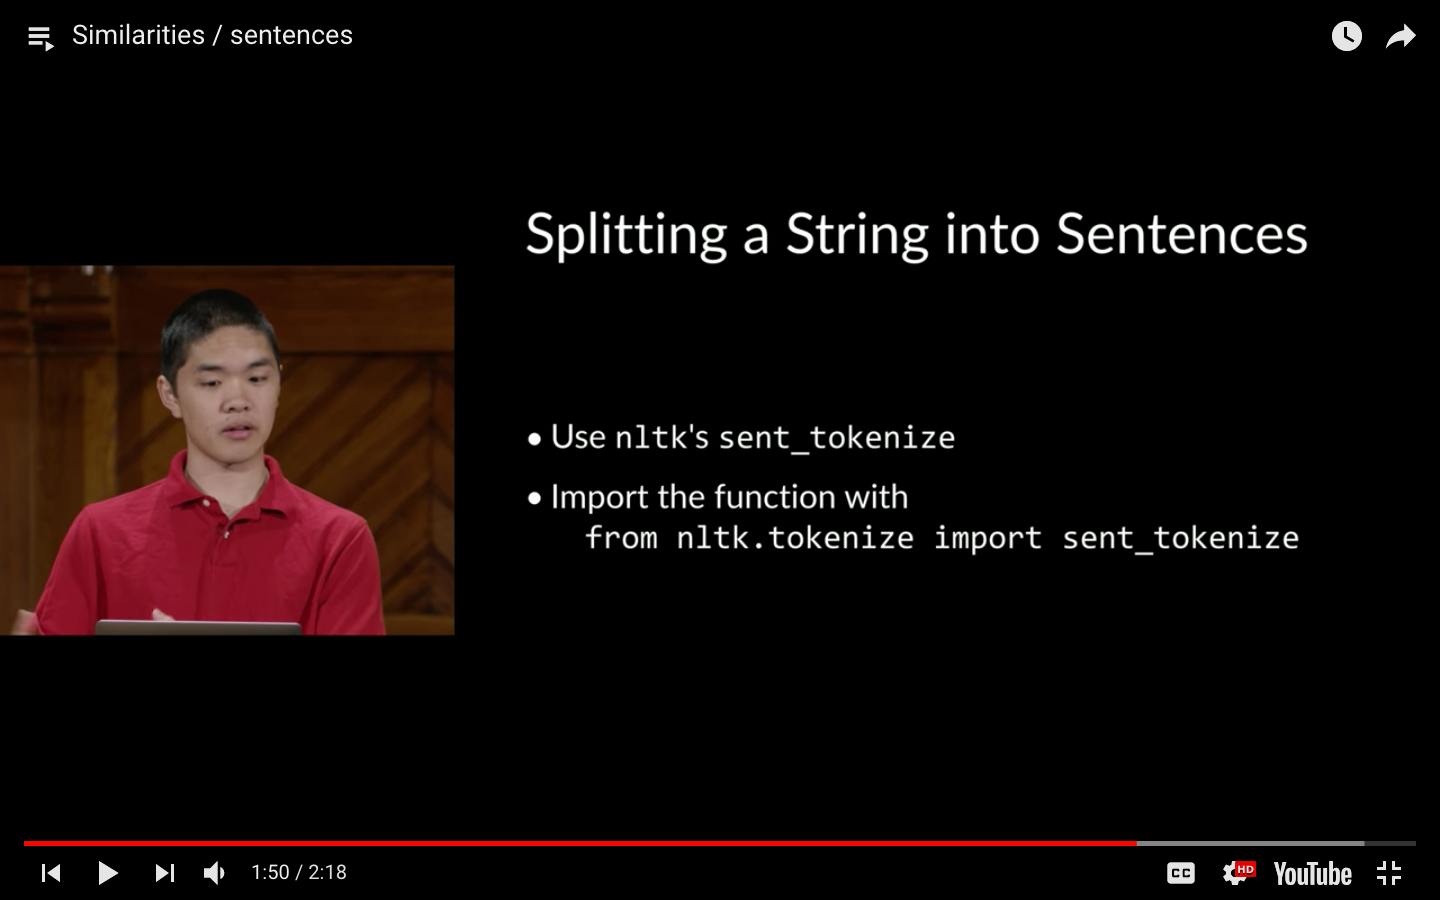 Similarities / sentences
Splitting a String into Sentences
• Use nltk's sent_tokenize
• Import the function with
from nltk.tokenize import sent_tokenize
1:50 / 2:18
CC
HD
YouTube